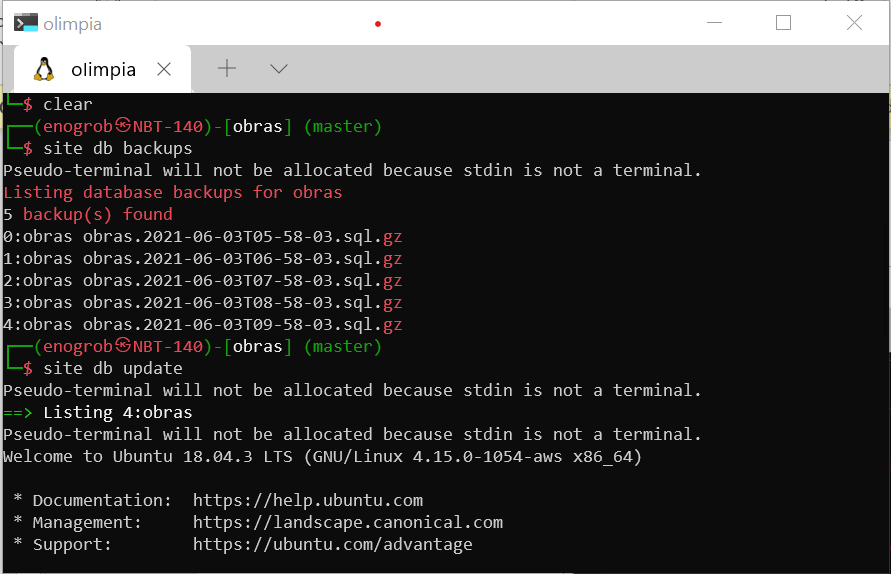 olimpia
olimpia
└─$ clear
┌──(enogrob㉿NBT-140)-[obras] (master)
└─$ site db backups
Pseudo-terminal will not be allocated because stdin is not a terminal.
Listing database backups for obras
5 backup(s) found
0:obras obras.2021-06-03T05-58-03.sql.gz
1:obras obras.2021-06-03T06-58-03.sql.gz
2:obras obras.2021-06-03T07-58-03.sql.gz
3:obras obras.2021-06-03T08-58-03.sql.gz
4:obras obras.2021-06-03T09-58-03.sql.gz
┌──(enogrob㉿NBT-140)-[obras] (master)
└─$ site db update
Pseudo-terminal will not be allocated because stdin is not a terminal.
==> Listing 4:obras
Pseudo-terminal will not be allocated because stdin is not a terminal.
Welcome to Ubuntu 18.04.3 LTS (GNU/Linux 4.15.0-1054-aws x86_64)
* Documentation:  https://help.ubuntu.com
* Management:     https://landscape.canonical.com
* Support:        https://ubuntu.com/advantage